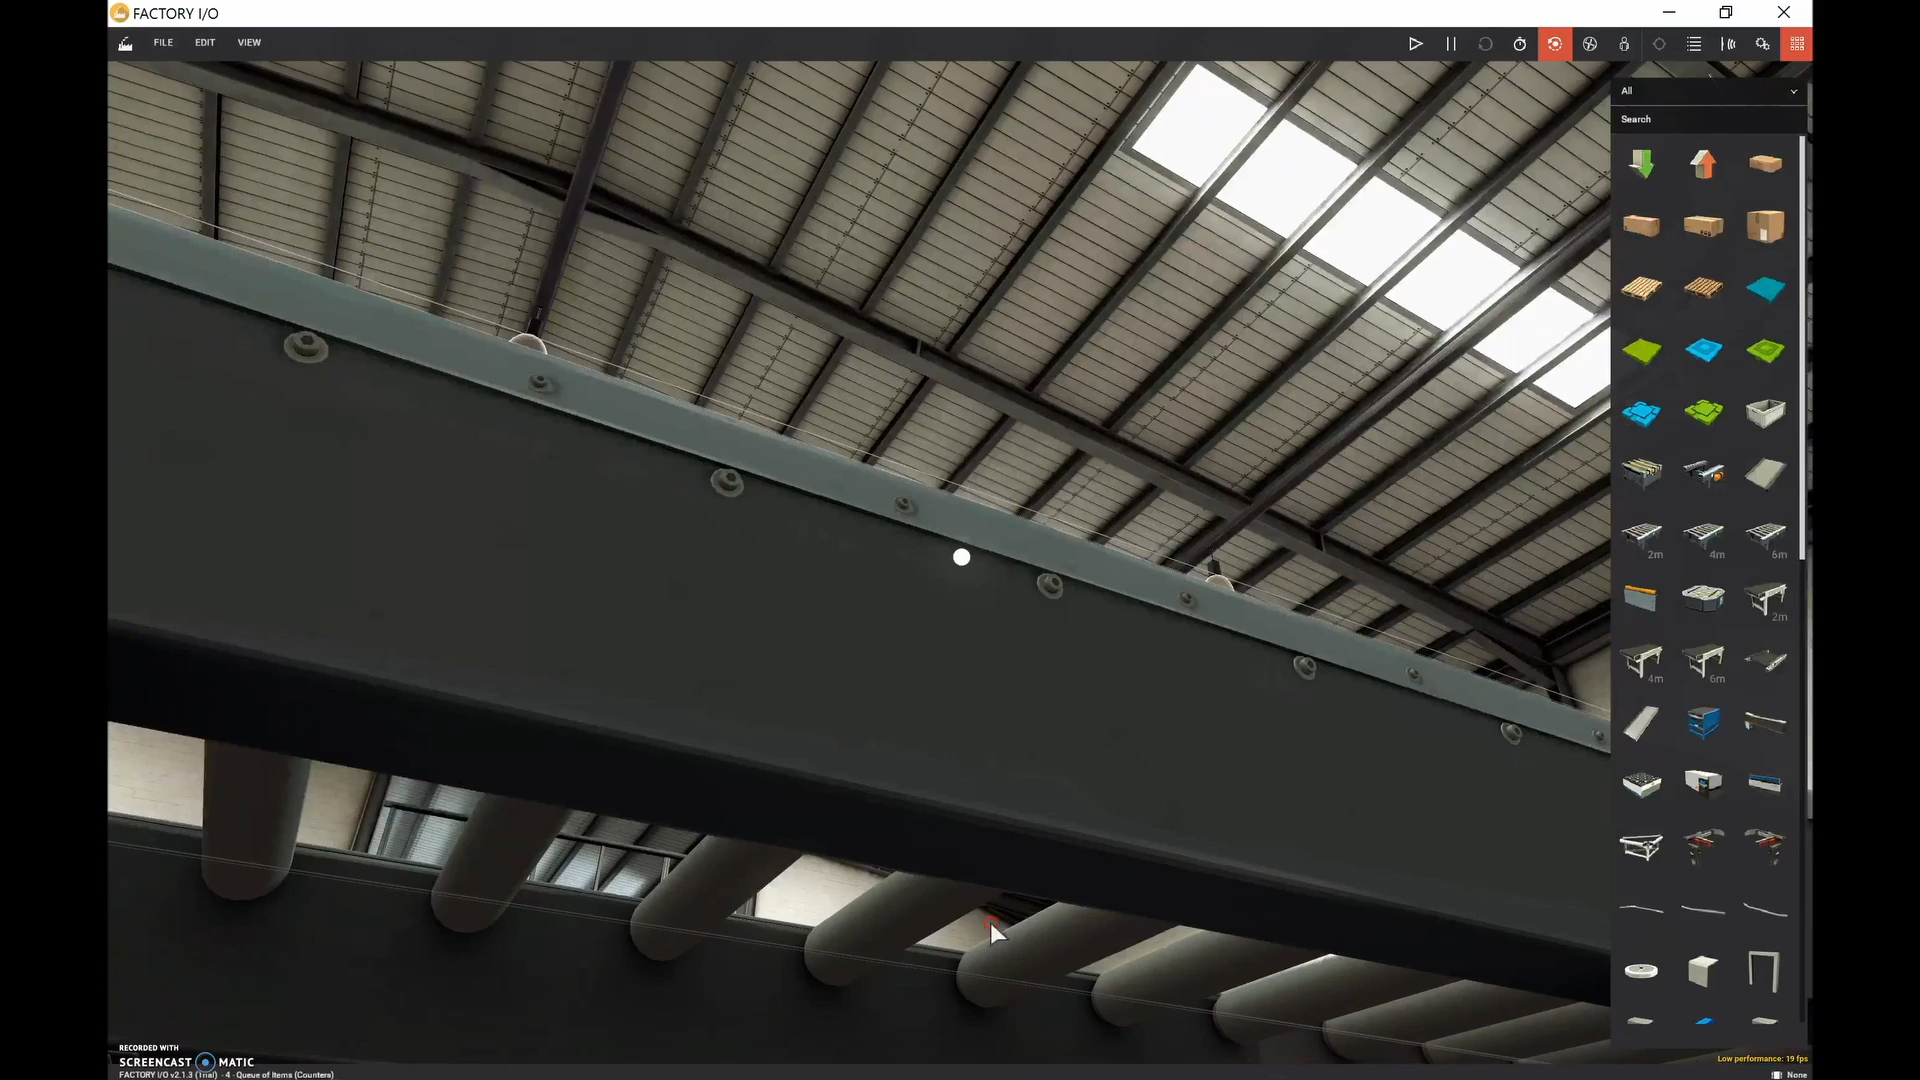 FACTORY I/O
FILE EDIT VIEW
All
Search
2m 4m 6m
2m
4m 6m
RECORDED WITH
SCREENCAST MATIC
Low performance: 19 fps
FACTORY I/O v2.1.3 (Trial) - 4 - Queue of Items (Counters)
None